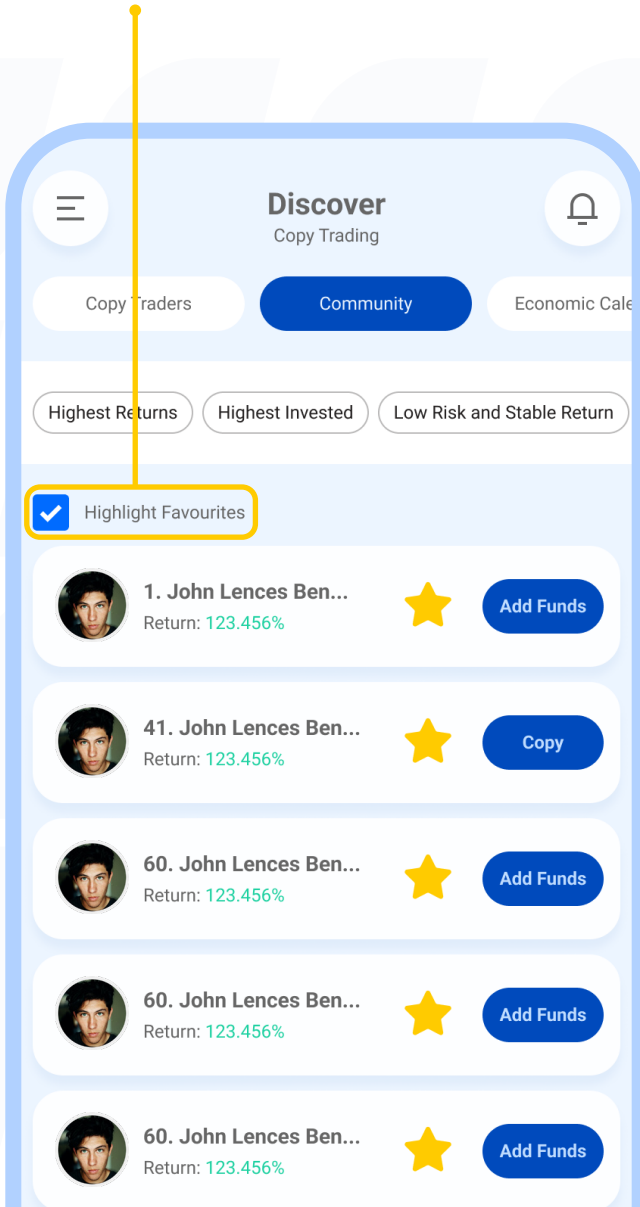 Discover
Copy Trading
Copy Traders
Community
Economic Cale
Highest Returns
Highest Invested
Low Risk and Stable Return
Highlight Favourites
1. John Lences Ben...
Return: 123.456%
Add Funds
41. John Lences Ben...
Return: 123.456%
Copy
60. John Lences Ben...
Return: 123.456%
Add Funds
60. John Lences Ben...
Return: 123.456%
Add Funds
60. John Lences Ben...
Return: 123.456%
Add Funds